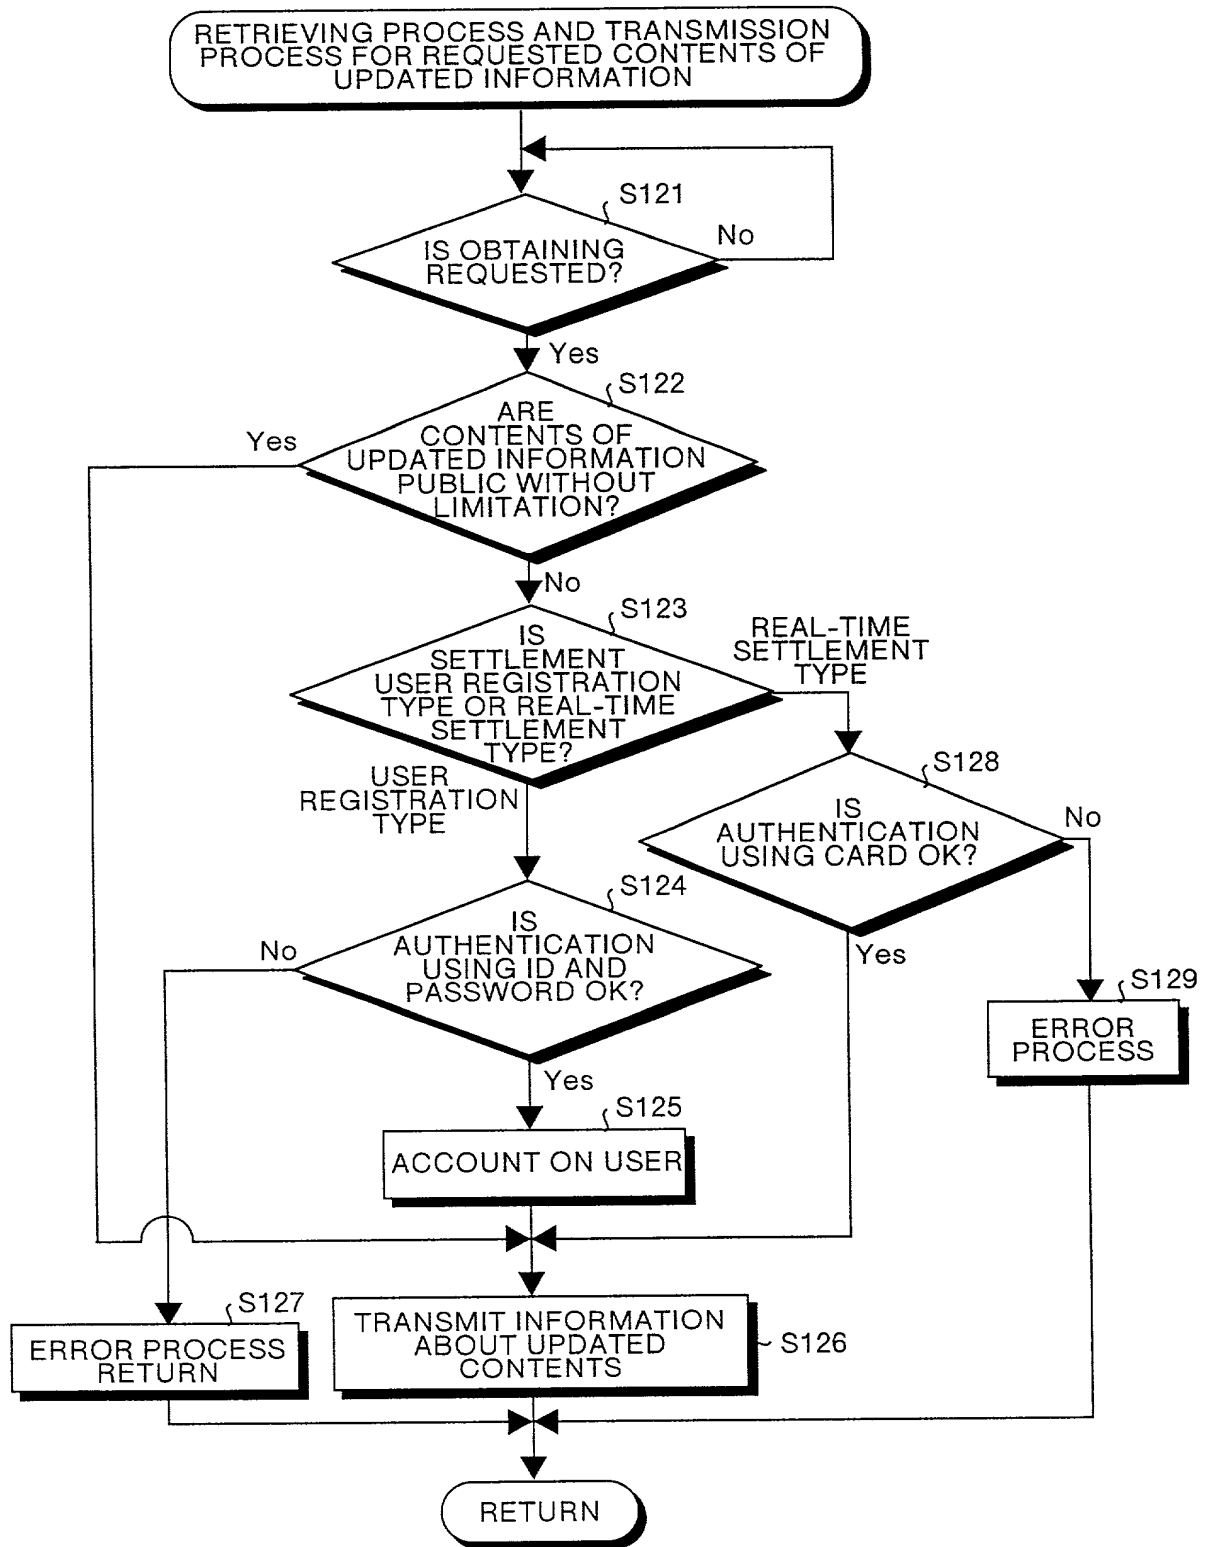 RETRIEVING PROCESS AND TRANSMISSION
PROCESS FOR REQUESTED CONTENTS OF
UPDATED INFORMATION
S121
No
IS OBTAINING
REQUESTED?
Yes
S122
Yes
ARE
CONTENTS OF
UPDATED INFORMATION
PUBLIC WITHOUT
LIMITATION?
No
S123
IS
SETTLEMENT
USER REGISTRATION
TYPE OR REAL-TIME
SETTLEMENT
TYPE?
REAL-TIME
SETTLEMENT
TYPE
USER
REGISTRATION
TYPE
S128
IS
AUTHENTICATION
USING CARD OK?
No
Yes
S124
No
IS
AUTHENTICATION
USING ID AND
PASSWORD OK?
Yes
S129
ERROR
PROCESS
S125
ACCOUNT ON USER
S127
ERROR PROCESS
RETURN
TRANSMIT INFORMATION
ABOUT UPDATED
CONTENTS
S126
RETURN